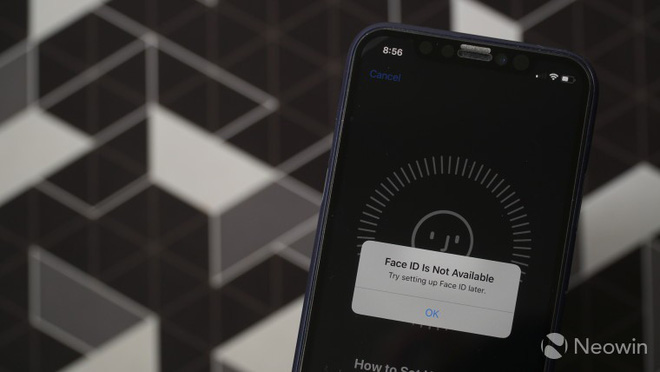 8:56
Cancel
Face ID Is Not Available
Try setting up Face ID later.
OK
How to Set
Neowin